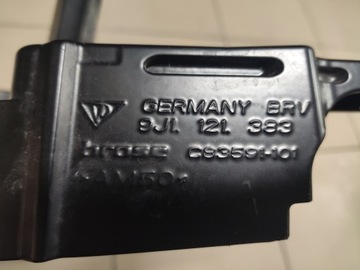 GERMANY BRV
9J1. 121. 383
brose C93591-101